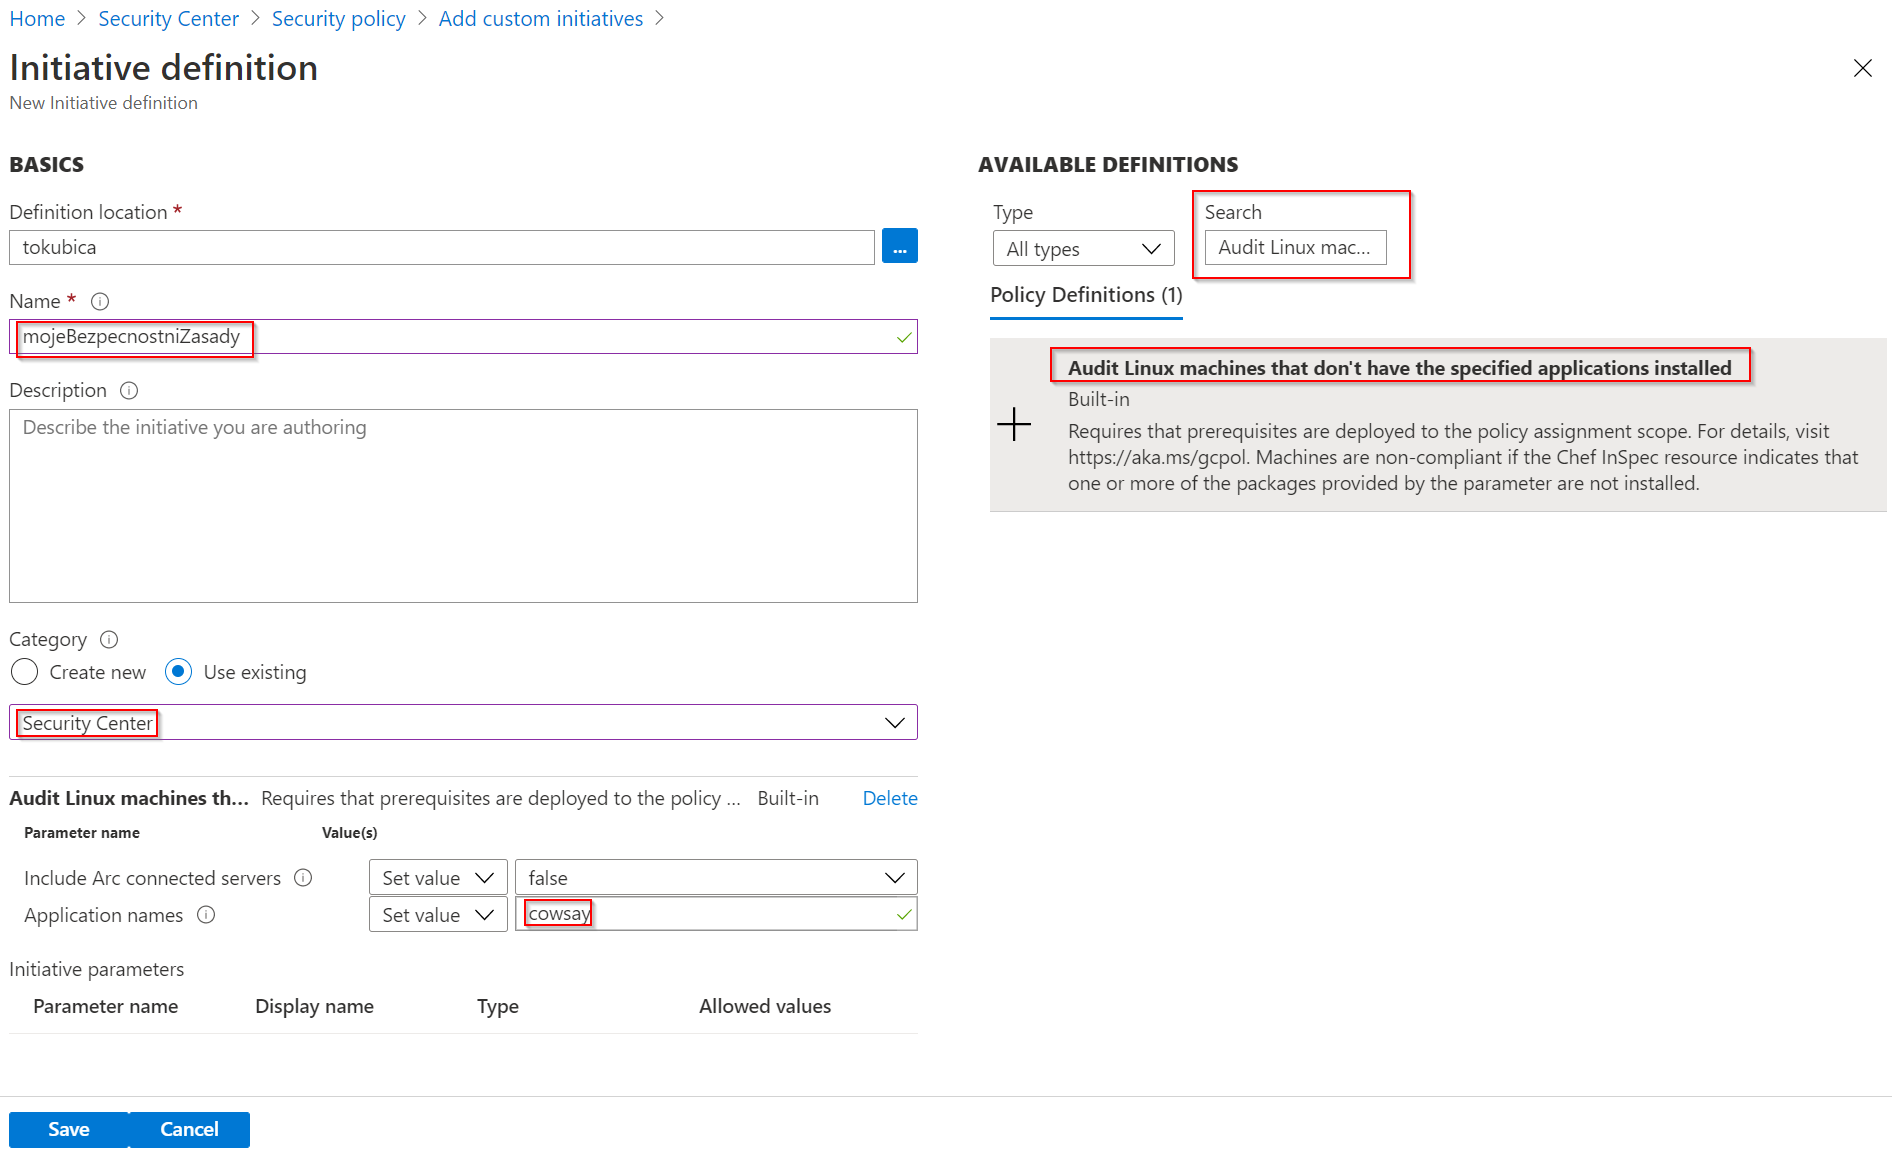 Home > Security Center > Security policy > Add custom initiatives >
Initiative definition
New Initiative definition
BASICS
Definition location *
tokubica
...
Name *
mojeBezpecnostniZasady
Description
Describe the initiative you are authoring
Category
Create new
Use existing
Security Center
Audit Linux machines th... Requires that prerequisites are deployed to the policy ... Built-in Delete
Parameter name Value(s)
Include Arc connected servers Set value false
Application names Set value cowsay
Initiative parameters
Parameter name Display name Type Allowed values
Save Cancel
AVAILABLE DEFINITIONS
Type Search
All types Audit Linux mac...
Policy Definitions (1)
Audit Linux machines that don't have the specified applications installed
Built-in
Requires that prerequisites are deployed to the policy assignment scope. For details, visit
https://aka.ms/gcpol. Machines are non-compliant if the Chef InSpec resource indicates that
one or more of the packages provided by the parameter are not installed.